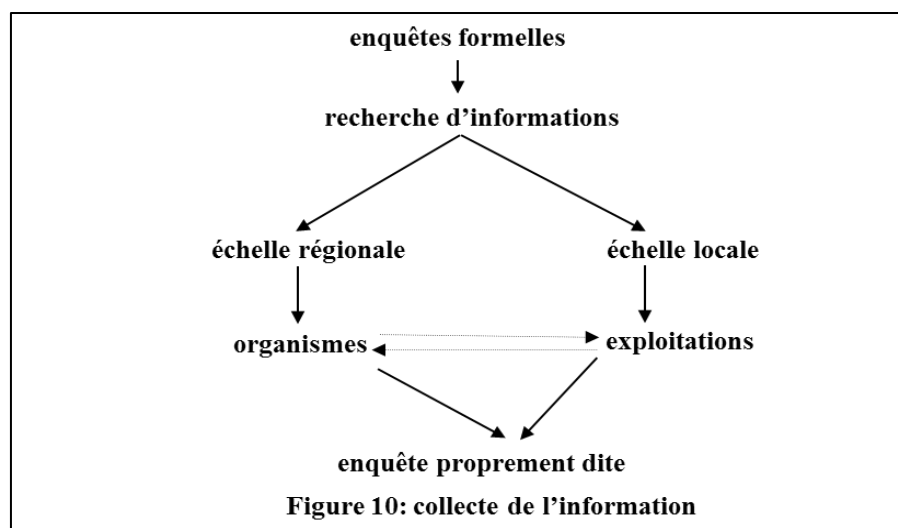 enquêtes formelles
recherche d’informations
échelle régionale
échelle locale
organismes
exploitations
enquête proprement dite
Figure 10: collecte de l’information